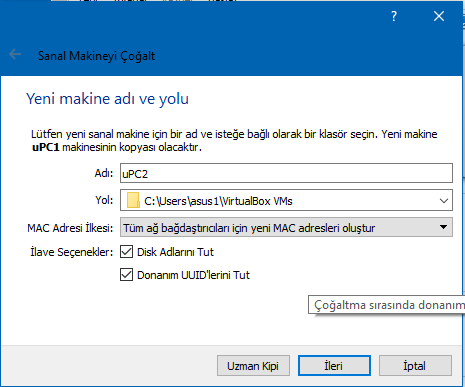 ?
Sanal Makineyi Çoğalt
Yeni makine adı ve yolu
Lütfen yeni sanal makine için bir ad ve isteğe bağlı olarak bir klasör seçin. Yeni makine
uPC1 makinesinin kopyası olacaktır.
Adı: uPC2
Yol: C:\Users\asus1\VirtualBox VMs
MAC Adresi İlkesi: Tüm ağ bağdaştırıcıları için yeni MAC adresleri oluştur
İlave Seçenekler: Disk Adlarını Tut
Donanım UUID'lerini Tut
Çoğaltma sırasında donanım
Uzman Kipi İleri İptal